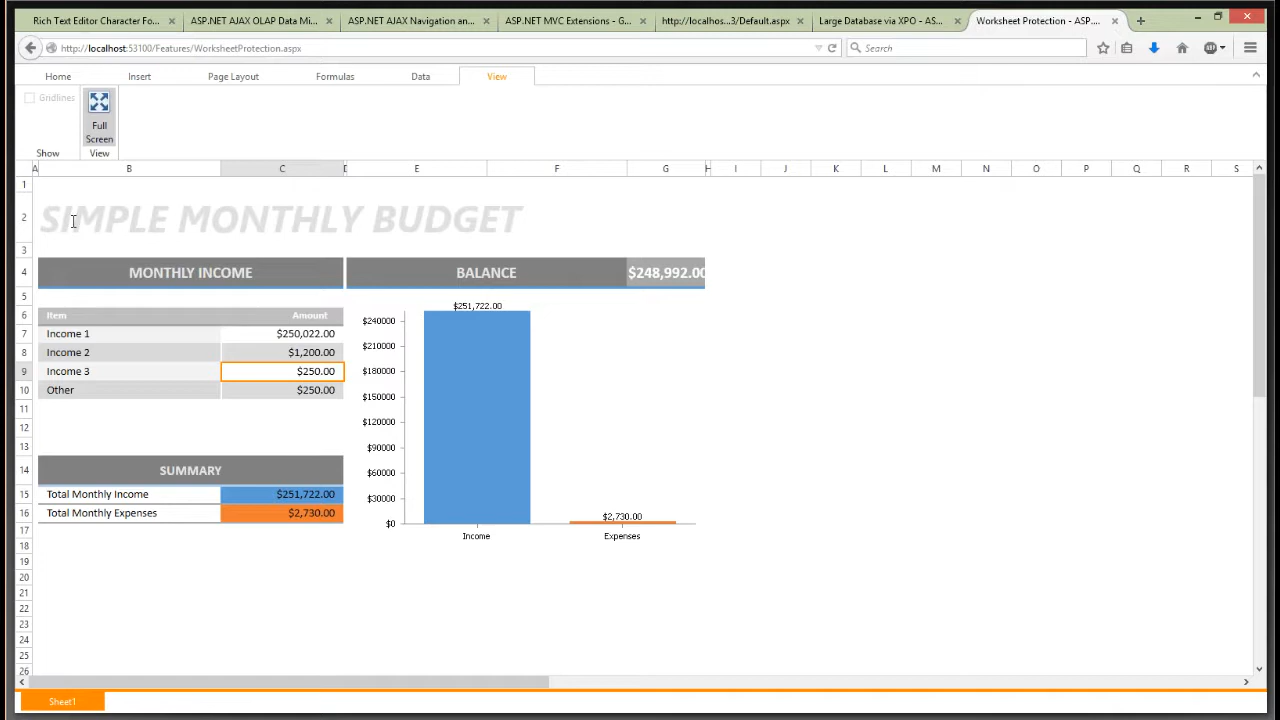 Rich Text Editor Character Fo...
ASP.NET AJAX OLAP Data Mi...
ASP.NET AJAX Navigation an...
ASP.NET MVC Extensions - G...
http://localhos...3/Default.aspx
Large Database via XPO - AS...
Worksheet Protection - ASP....
http://localhost:53100/Features/WorksheetProtection.aspx
Search
Home Insert Page Layout Formulas Data View
Gridlines
Full
Screen
Show View
A B C D E F G H I J K L M N O P Q R S
1
2 SIMPLE MONTHLY BUDGET
3
4 MONTHLY INCOME BALANCE $248,992.00
5
6 Item Amount
7 Income 1 $250,022.00
8 Income 2 $1,200.00
9 Income 3 $250.00
10 Other $250.00
11
12
13
14 SUMMARY
15 Total Monthly Income $251,722.00
16 Total Monthly Expenses $2,730.00
17
18
19
20
21
22
23
24
25
26
$251,722.00
$240000
$210000
$180000
$150000
$120000
$90000
$60000
$30000
$0
$2,730.00
Income Expenses
Sheet1